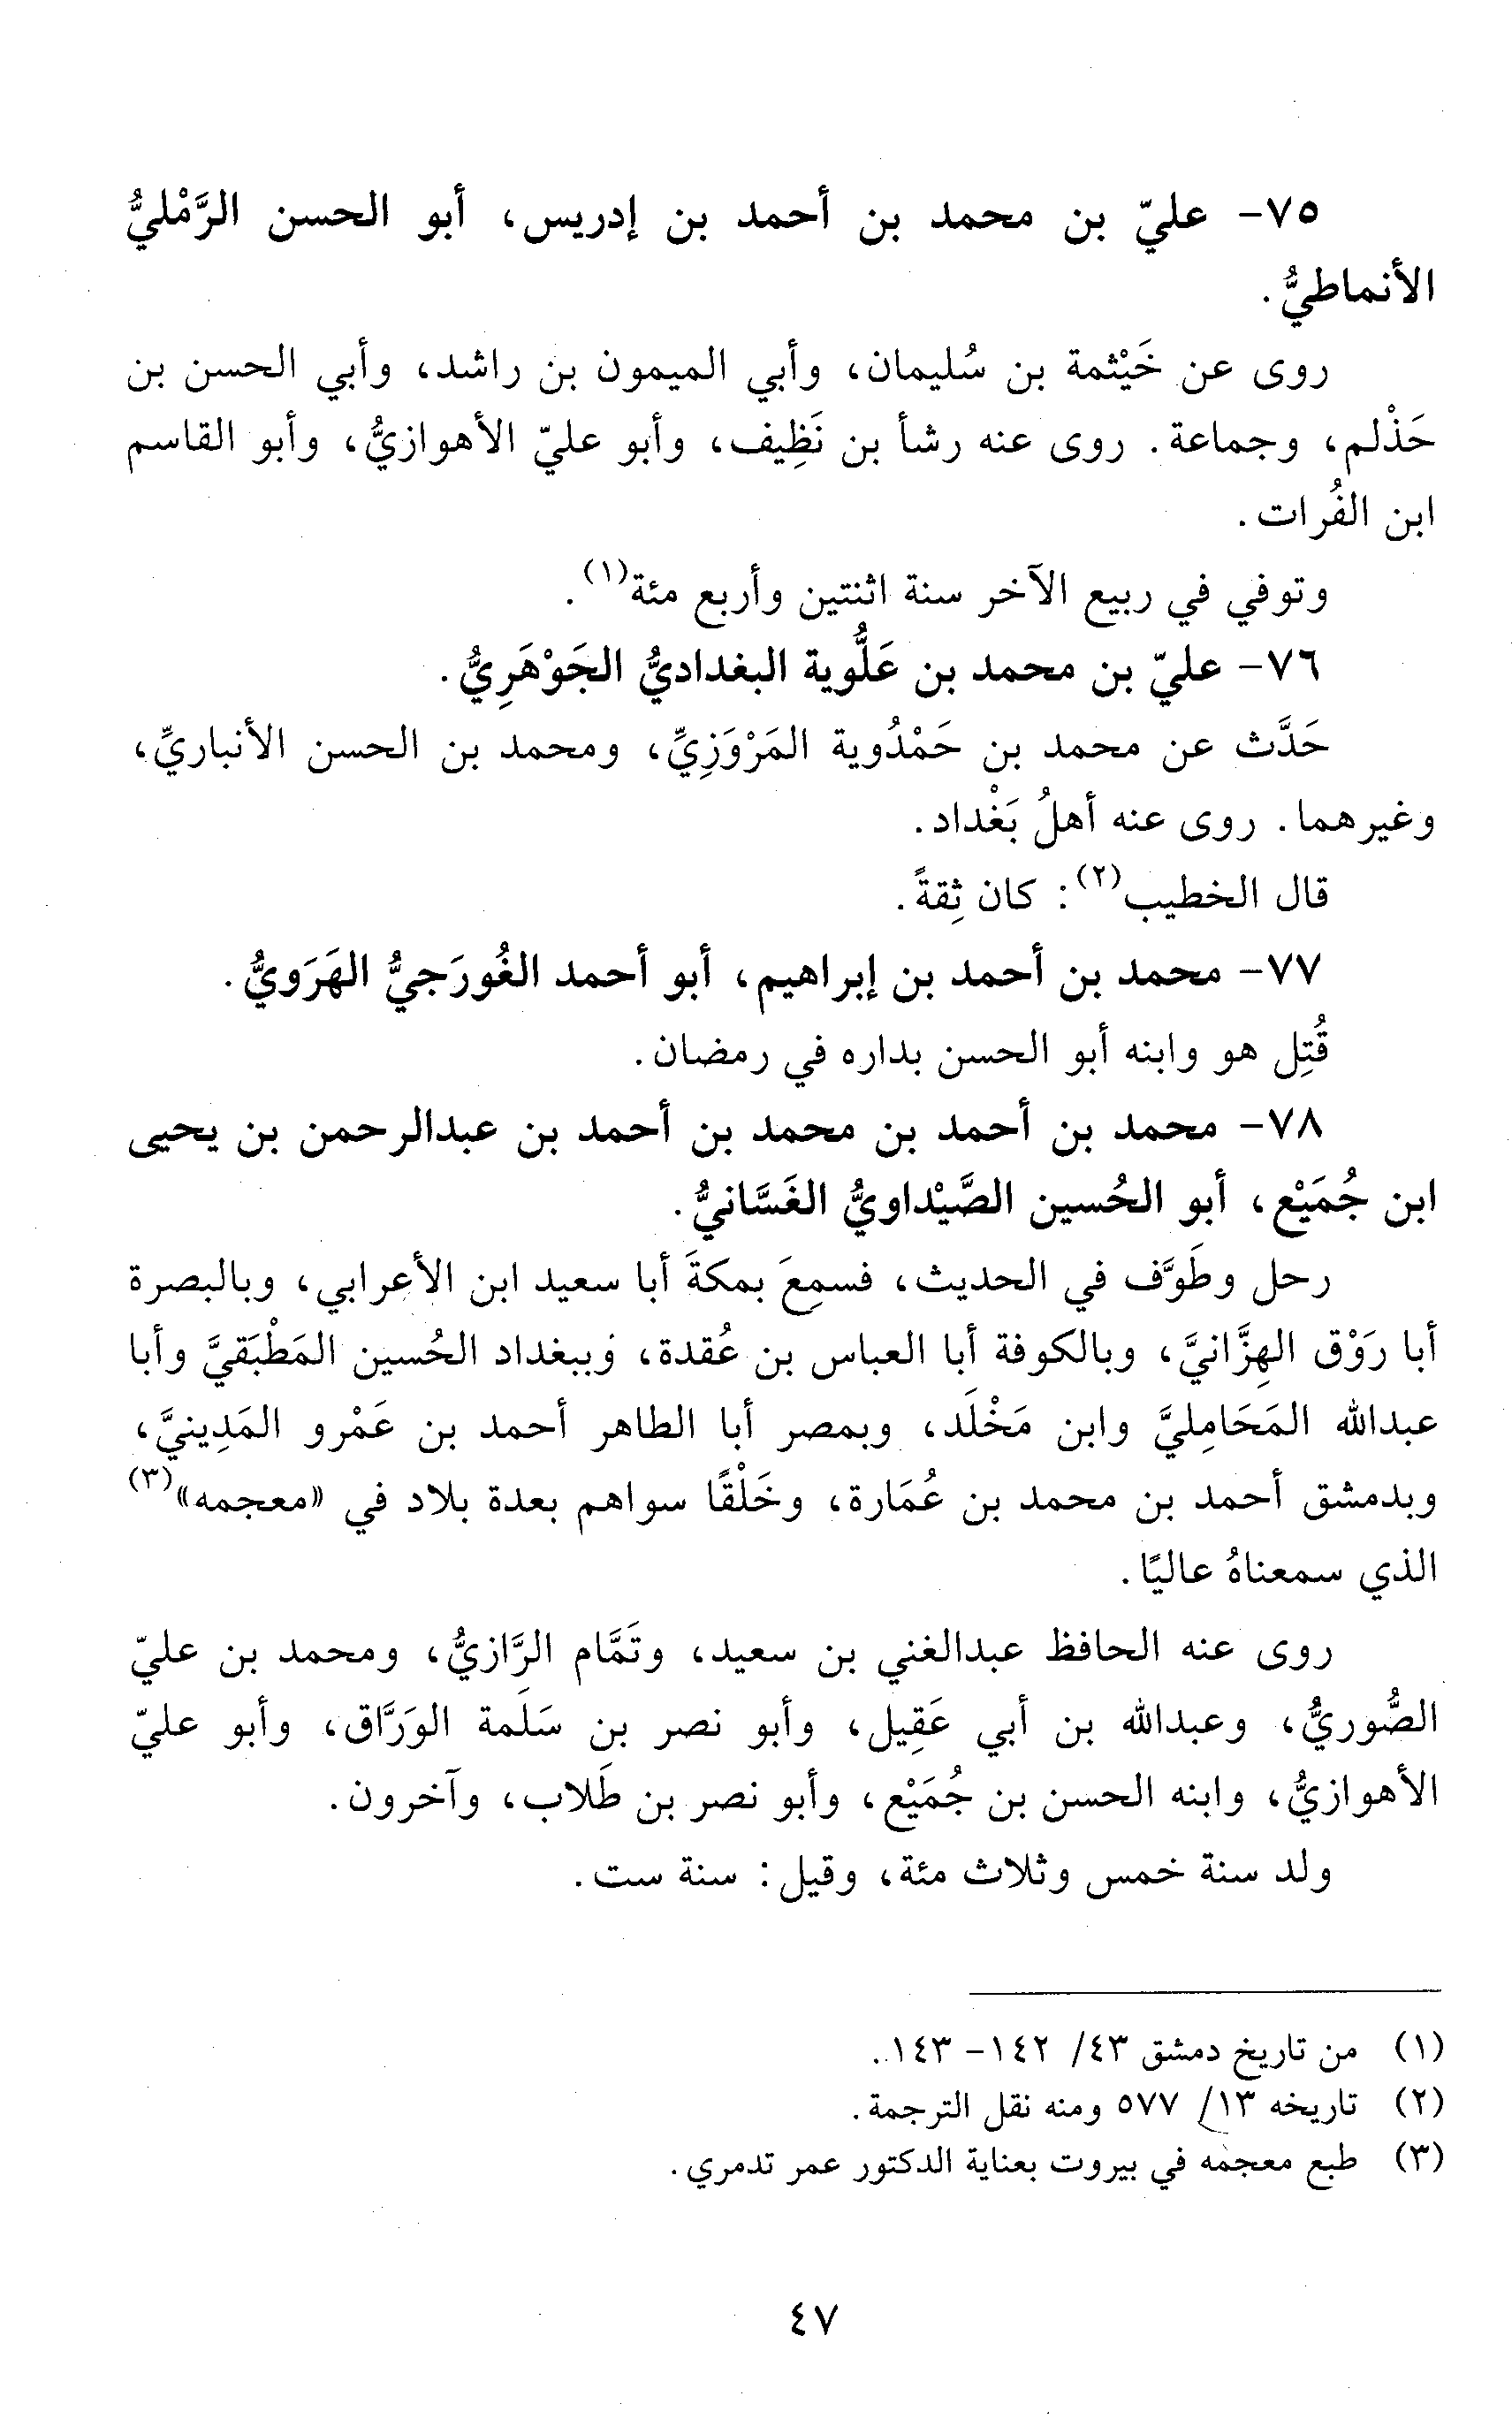 ٧٥- عليّ بن محمد بن أحمد بن إدريس، أبو الحسن الرَّمْليُّ
الأنماطيُّ.
روى عن خَيْثمة بن سُليمان، وأبي الميمون بن راشد، وأبي الحسن بن
حَذْلم، وجماعة. روى عنه رشأ بن نَظِيف، وأبو عليّ الأهوازيُّ، وأبو القاسم
ابن الفُرات.
وتوفي في ربيع الآخر سنة اثنتين وأربع مئة(١).
٧٦- عليّ بن محمد بن عَلُّوية البغداديُّ الجَوْهَرِيُّ.
حَدَّث عن محمد بن حَمْدُوية المَرْوَزِيِّ، ومحمد بن الحسن الأنباريِّ،
وغيرهما. روى عنه أهلُ بَغْداد.
قال الخطيب(٢): كان ثِقةً.
٧٧- محمد بن أحمد بن إبراهيم، أبو أحمد الغُورَجيُّ الهَرَويُّ.
قُتِل هو وابنه أبو الحسن بداره في رمضان.
٧٨- محمد بن أحمد بن محمد بن أحمد بن عبدالرحمن بن يحيى
ابن جُمَيْع، أبو الحُسين الصَّيْداويُّ الغَسَّانيُّ.
رحل وطَوَّف في الحديث، فسمِعَ بمكةَ أبا سعيد ابن الأعرابي، وبالبصرة
أبا رَوْق الهِزَّانيَّ، وبالكوفة أبا العباس بن عُقدة، وببغداد الحُسين المَطْبَقيَّ وأبا
عبدالله المَحَامِليَّ وابن مَخْلَد، وبمصر أبا الطاهر أحمد بن عَمْرو المَدِينيَّ،
وبدمشق أحمد بن محمد بن عُمَارة، وخَلْقًا سواهم بعدة بلاد في «معجمه»(٣)
الذي سمعناهُ عاليًا.
روى عنه الحافظ عبدالغني بن سعيد، وتَمَّام الرَّازيُّ، ومحمد بن عليّ
الصُّوريُّ، وعبدالله بن أبي عَقِيل، وأبو نصر بن سَلَمة الوَرَّاق، وأبو عليّ
الأهوازيُّ، وابنه الحسن بن جُمَيْع، وأبو نصر بن طَلاب، وآخرون.
ولد سنة خمس وثلاث مئة، وقيل: سنة ست.
(١) من تاريخ دمشق ٤٣/ ١٤٢ - ١٤٣.
(٢) تاريخه ١٣/ ٥٧٧ ومنه نقل الترجمة.
(٣) طبع معجمه في بيروت بعناية الدكتور عمر تدمري.
٤٧